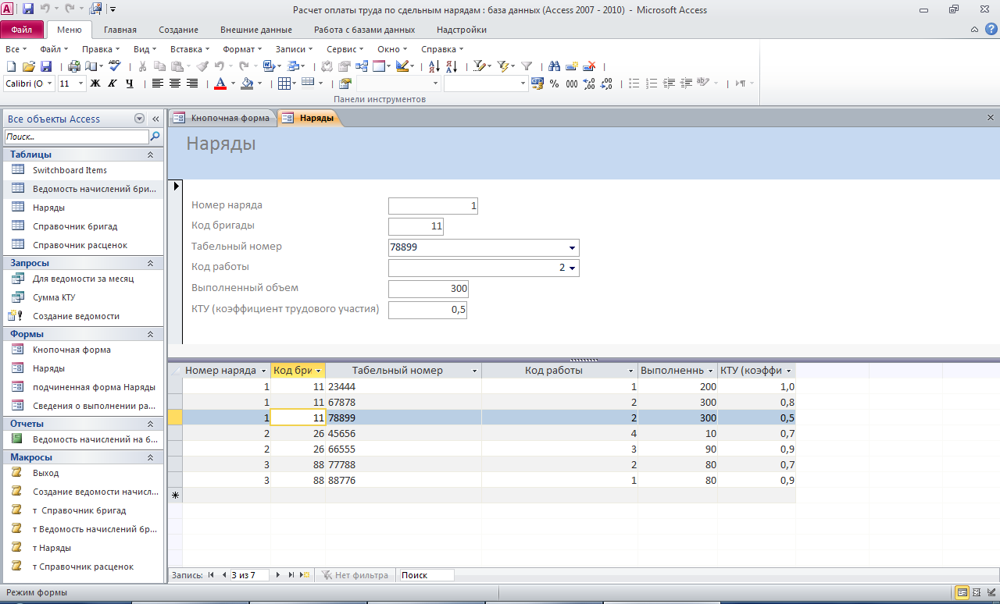 Расчет оплаты труда по сдельным нарядам : база данных (Access 2007 - 2010) - Microsoft Access
Файл Меню Главная Создание Внешние данные Работа с базами данных Надстройки
Все Файл Правка Вид Вставка Формат Записи Сервис Окно Справка
Calibri (О 11 Ж К Ч
Панели инструментов
Все объекты Access
Поиск...
Таблицы
Switchboard Items
Ведомость начислений бри...
Наряды
Справочник бригад
Справочник расценок
Запросы
Для ведомости за месяц
Сумма КТУ
Создание ведомости
Формы
Кнопочная форма
Наряды
подчиненная форма Наряды
Сведения о выполнении ра...
Отчеты
Ведомость начислений на б...
Макросы
Выход
Создание ведомости начисл...
т Справочник бригад
т Ведомость начислений бр...
т Наряды
т Справочник расценок
Кнопочная форма Наряды
Наряды
Номер наряда 1
Код бригады 11
Табельный номер 78899
Код работы 2
Выполненный объем 300
КТУ (коэффициент трудового участия) 0,5
Номер наряда Код бри Табельный номер Код работы Выполненнь КТУ (коэффи
1 11 23444 1 200 1,0
1 11 67878 2 300 0,8
1 11 78899 2 300 0,5
2 26 45656 4 10 0,7
2 26 66555 3 90 0,9
3 88 77788 2 80 0,7
3 88 88776 1 80 0,9
Запись: 3 из 7 Нет фильтра Поиск
Режим формы